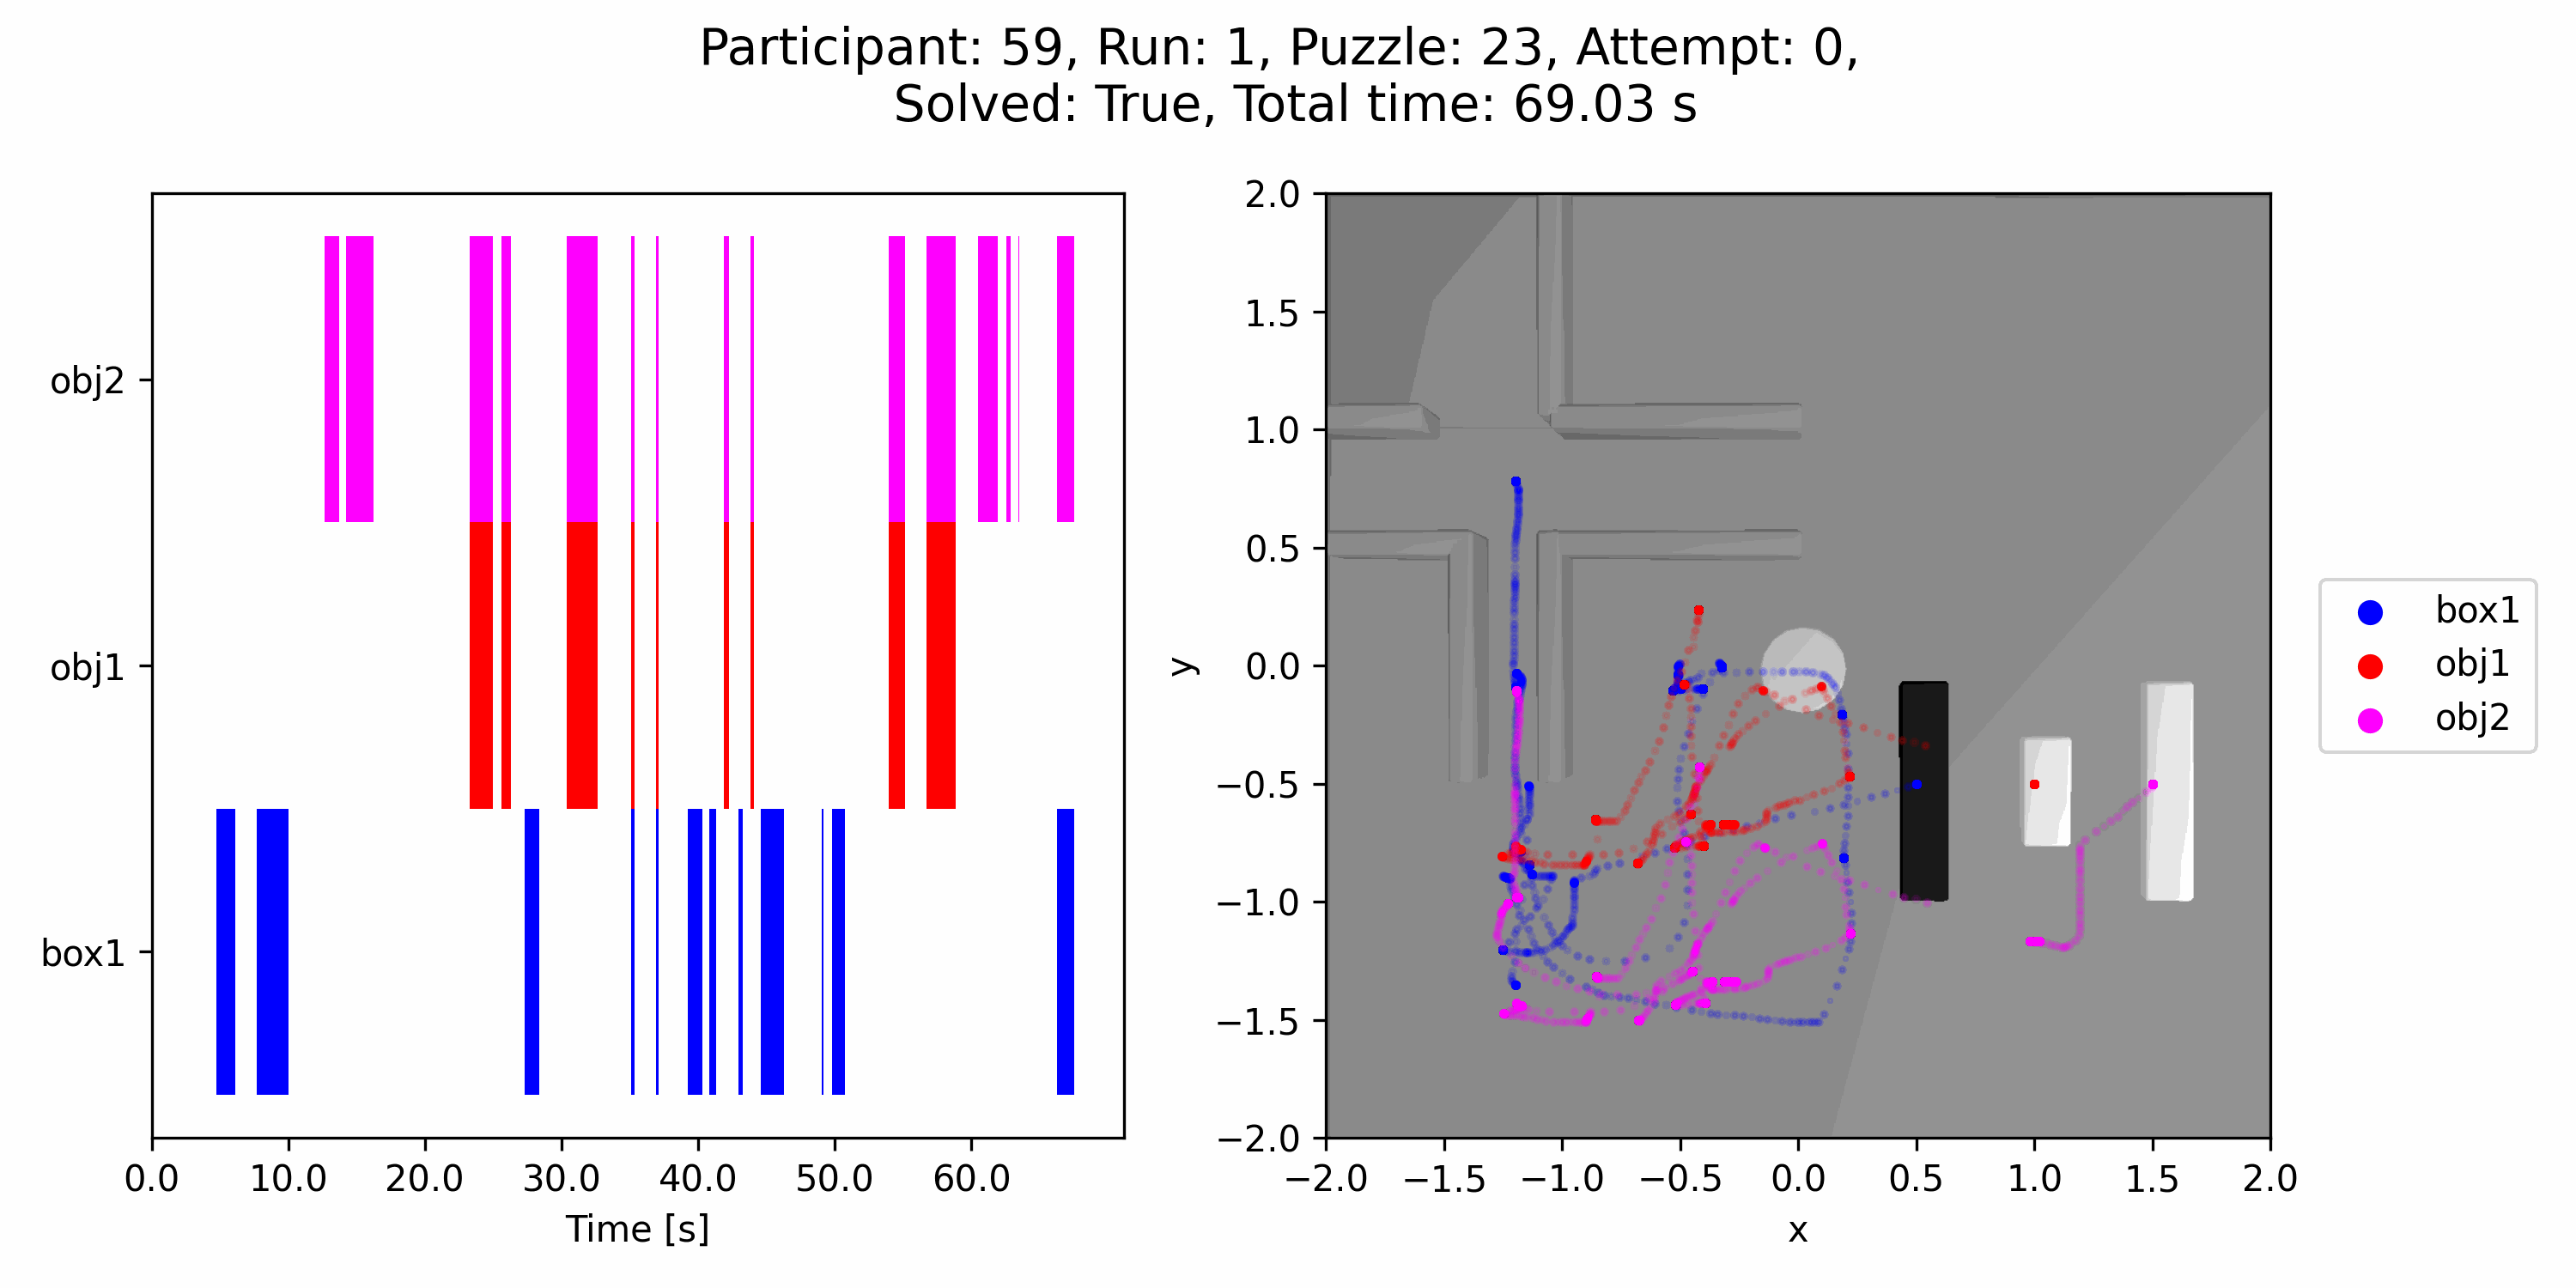 Participant: 59, Run: 1, Puzzle: 23, Attempt: 0,
Solved: True, Total time: 69.03 s
obj2
obj1
box1
0.0 10.0 20.0 30.0 40.0 50.0 60.0
Time [s]
2.0
1.5
1.0
0.5
0.0
−0.5
−1.0
−1.5
−2.0
y
−2.0 −1.5 −1.0 −0.5 0.0 0.5 1.0 1.5 2.0
x
box1
obj1
obj2